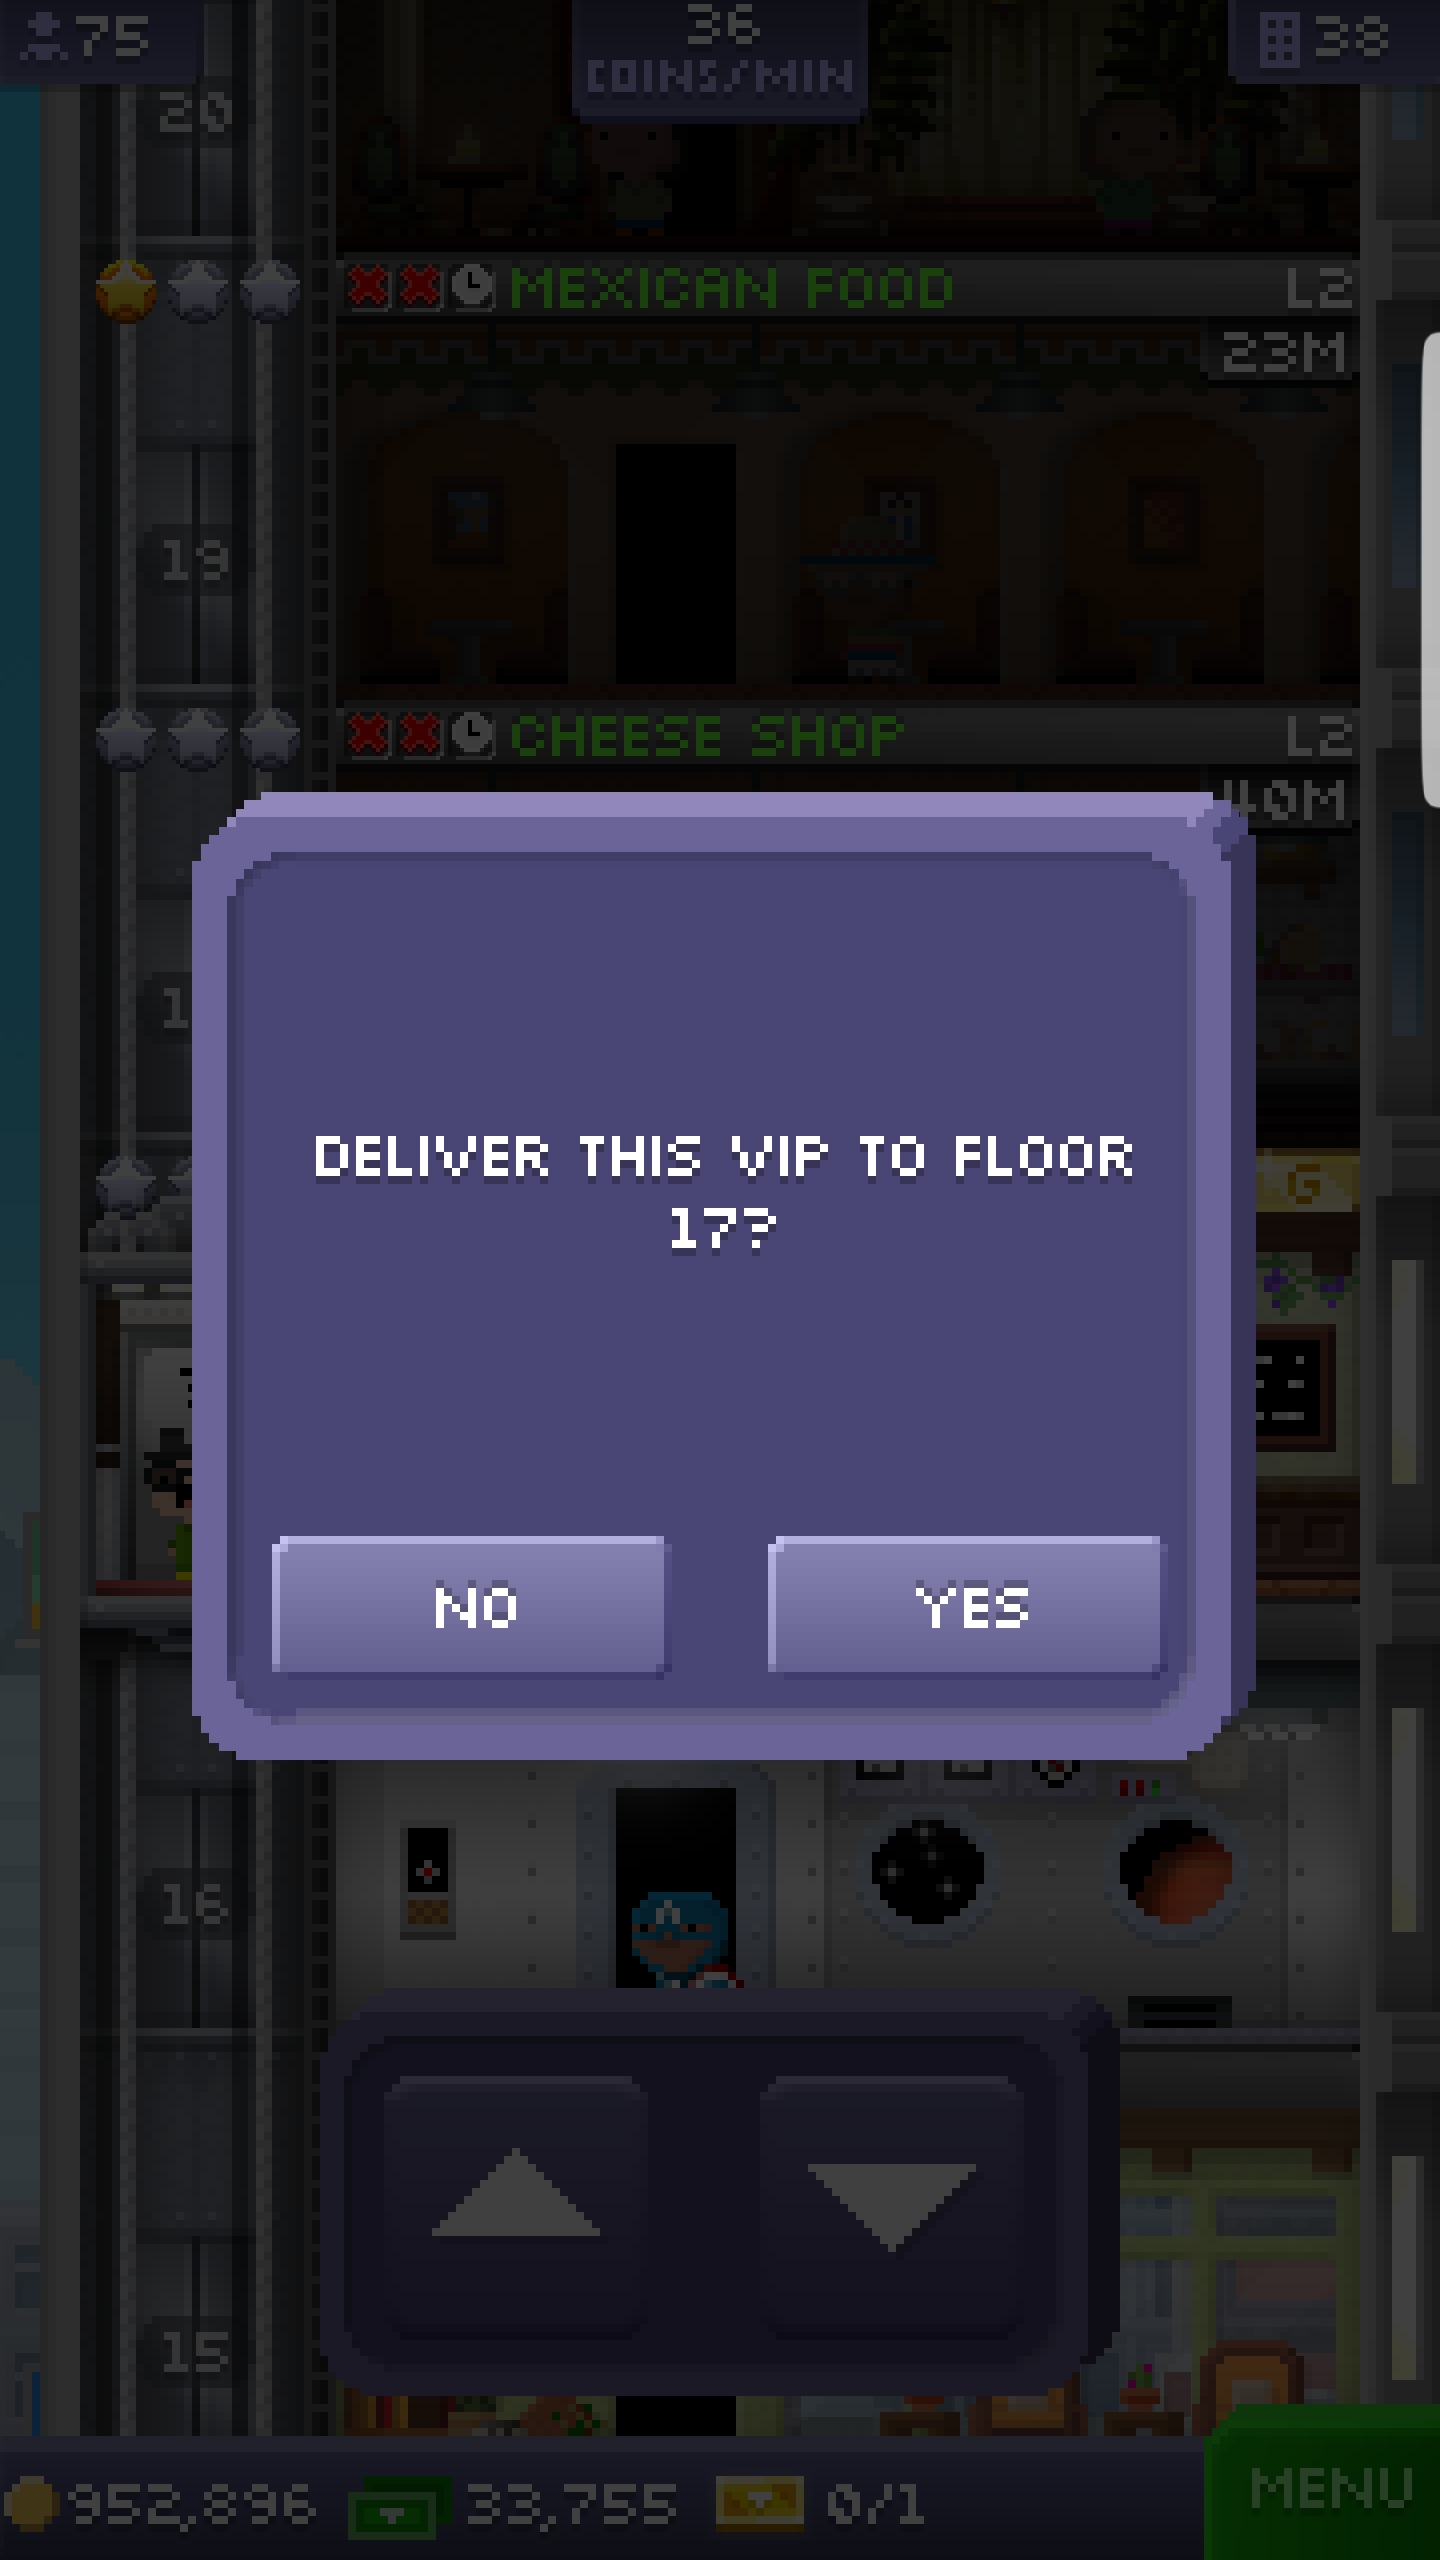 75
36
COINS/MIN
38
20
MEXICAN FOOD
L2
23M
19
CHEESE SHOP
L2
40M
DELIVER THIS VIP TO FLOOR
17?
NO
YES
16
15
952,896
33,755
0/1
MENU